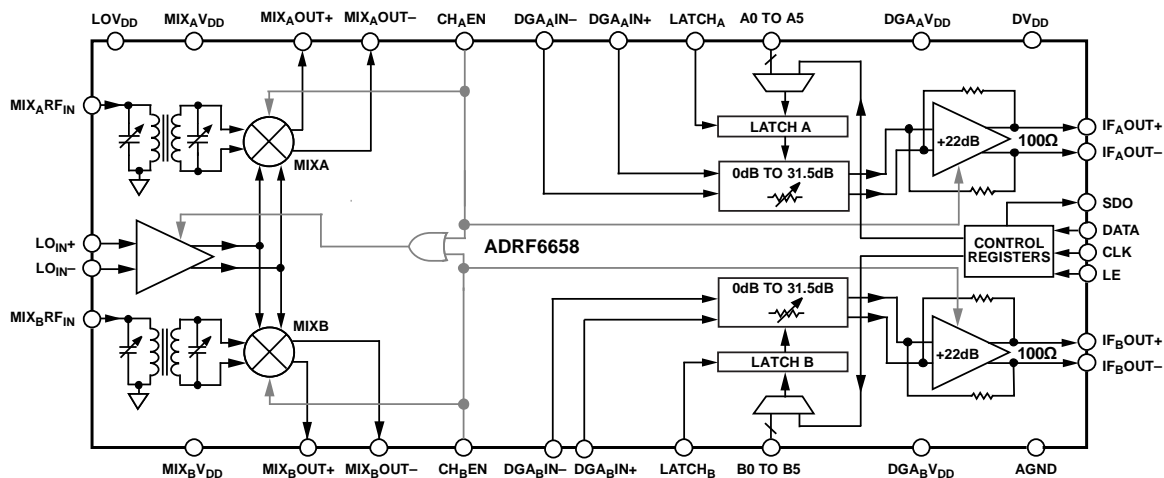 LOVDD MIXAVDD MIXAOUT+ MIXAOUT– CHAEN DGAAIN– DGAAIN+ LATCHA A0 TO A5 DGAAVDD DVDD
MIXARFIN
MIXA
LATCH A
0dB TO 31.5dB
+22dB
100Ω
IFAOUT+
IFAOUT–
SDO
DATA
CLK
LE
CONTROL
REGISTERS
ADRF6658
LOIN+
LOIN–
MIXBRFIN
MIXB
0dB TO 31.5dB
LATCH B
+22dB
100Ω
IFBOUT+
IFBOUT–
MIXBVDD MIXBOUT+ MIXBOUT– CHBEN DGABIN– DGABIN+ LATCHB B0 TO B5 DGABVDD AGND